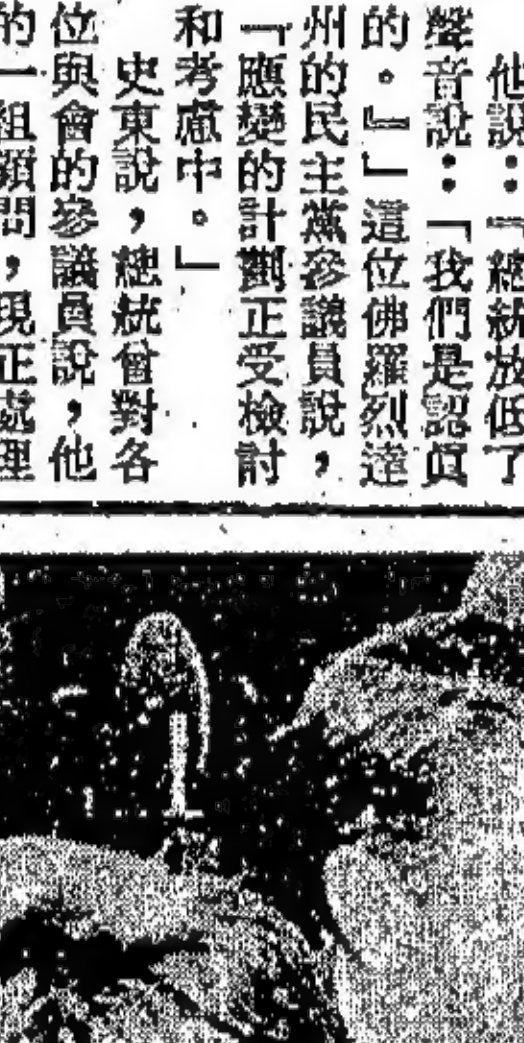 他說：『總統放低了
聲音說：「我們是認眞
的。』」這位佛羅烈達
州的民主黨參議員說，
「應變的計劃正受檢討
和考慮中。」
史東說，總統曾對各
位與會的參議員說，他
的一組顧問，現正處理